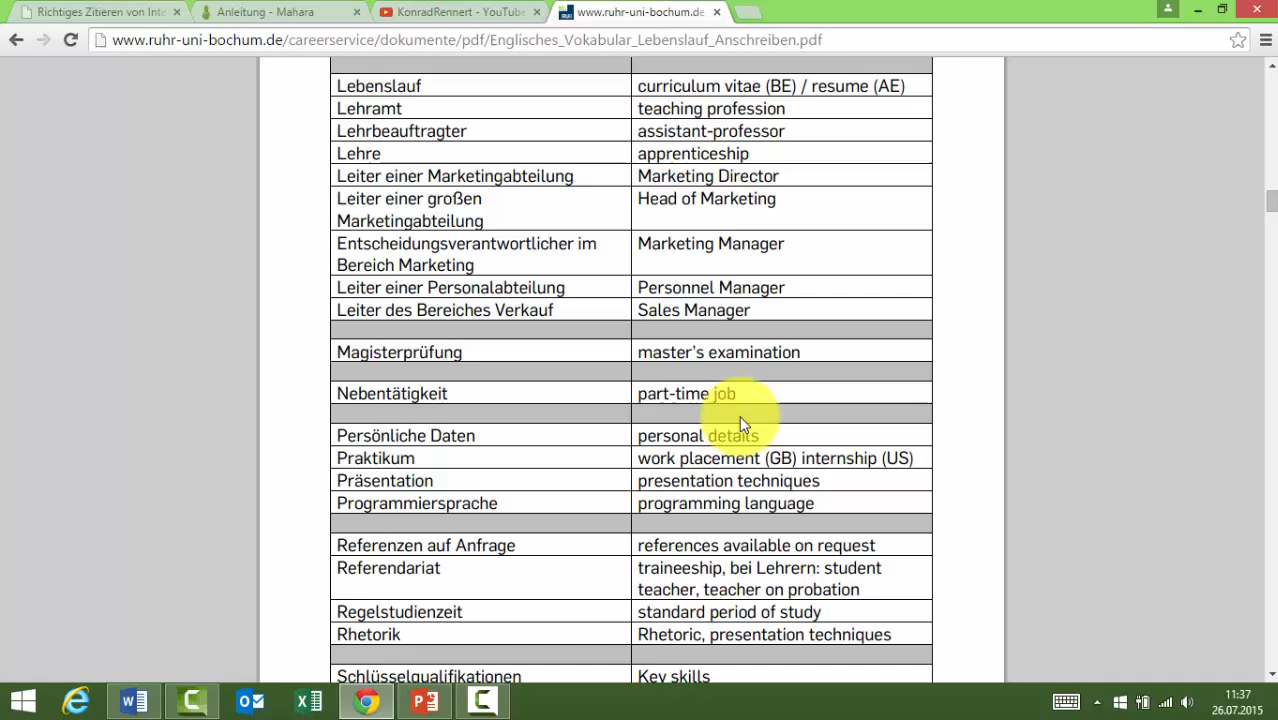 Richtiges Zitieren von Inte
Anleitung - Mahara
KonradRennert - YouTube
www.ruhr-uni-bochum.de
www.ruhr-uni-bochum.de/careerservice/dokumente/pdf/Englisches_Vokabular_Lebenslauf_Anschreiben.pdf
Lebenslauf curriculum vitae (BE) / resume (AE)
Lehramt teaching profession
Lehrbeauftragter assistant-professor
Lehre apprenticeship
Leiter einer Marketingabteilung Marketing Director
Leiter einer großen Head of Marketing
Marketingabteilung
Entscheidungsverantwortlicher im Marketing Manager
Bereich Marketing
Leiter einer Personalabteilung Personnel Manager
Leiter des Bereiches Verkauf Sales Manager
Magisterprüfung master's examination
Nebentätigkeit part-time job
Persönliche Daten personal details
Praktikum work placement (GB) internship (US)
Präsentation presentation techniques
Programmiersprache programming language
Referenzen auf Anfrage references available on request
Referendariat traineeship, bei Lehrern: student
teacher, teacher on probation
Regelstudienzeit standard period of study
Rhetorik Rhetoric, presentation techniques
Schlüsselqualifikationen Key skills
11:37
26.07.2015